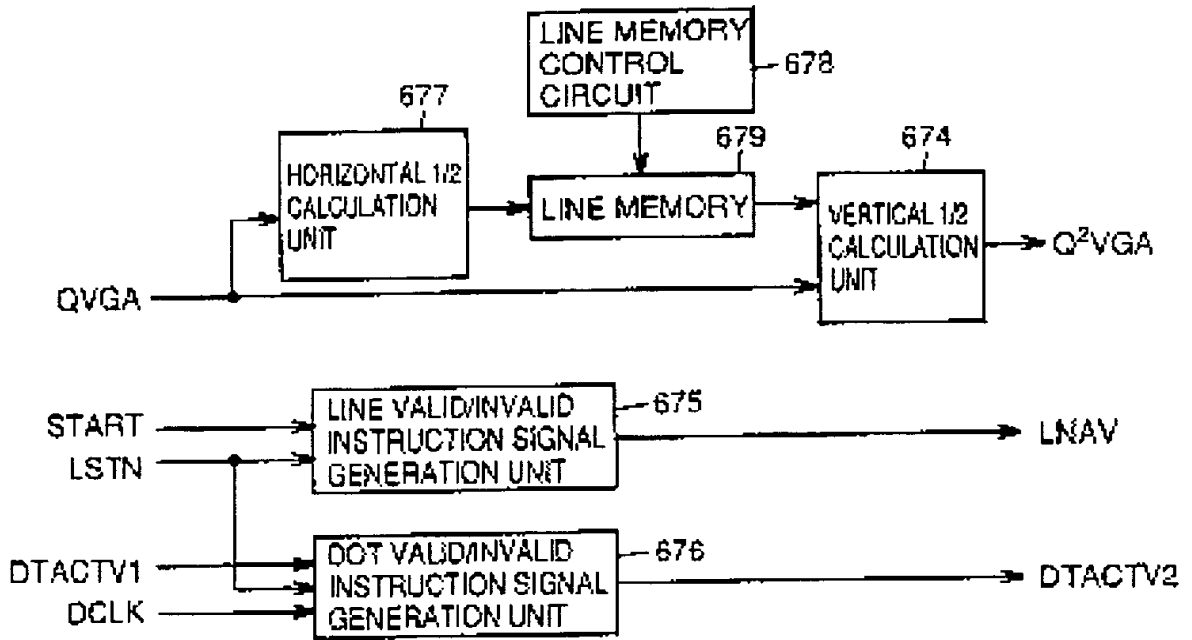 LINE MEMORY
CONTROL
CIRCUIT
678
677
HORIZONTAL 1/2
CALCULATION
UNIT
679
LINE MEMORY
674
VERTICAL 1/2
CALCULATION
UNIT
Q²VGA
QVGA
START
LSTN
LINE VALID/INVALID
INSTRUCTION SIGNAL
GENERATION UNIT
675
LNAV
DTACTV1
DCLK
DOT VALID/INVALID
INSTRUCTION SIGNAL
GENERATION UNIT
676
DTACTV2